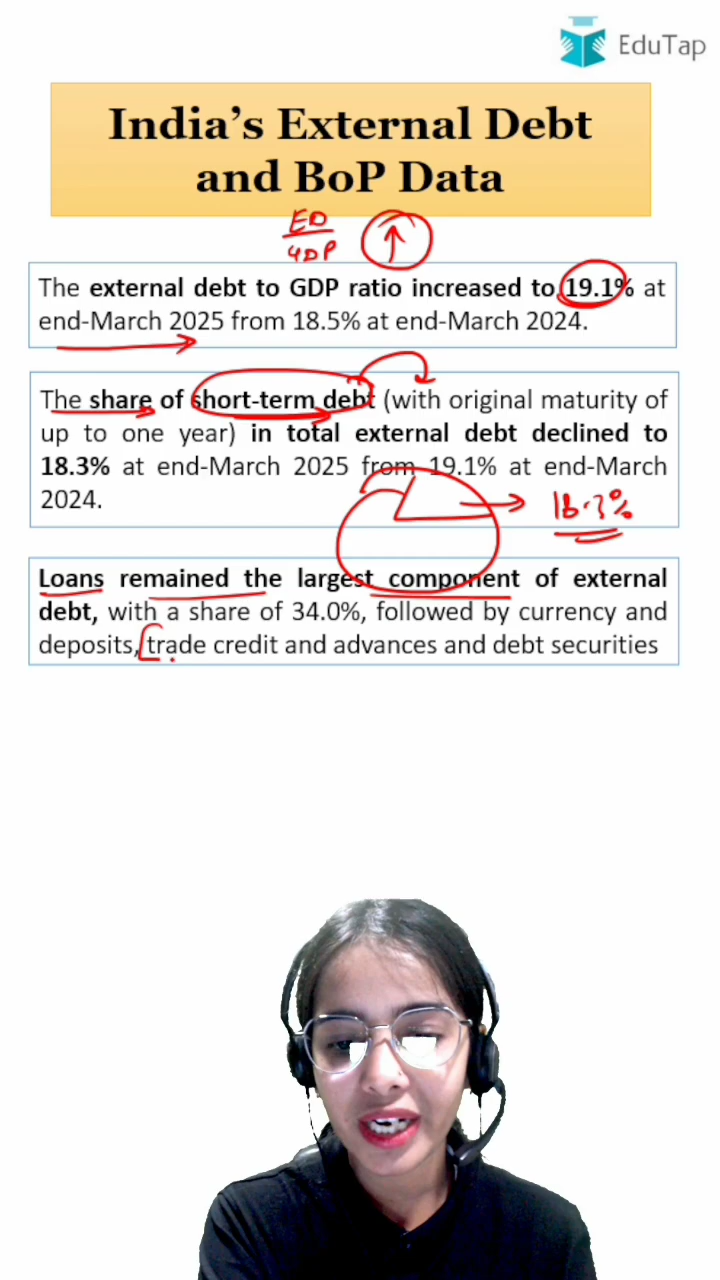 EduTap
India's External Debt
and BoP Data
ED
GDP
The external debt to GDP ratio increased to 19.1% at
end-March 2025 from 18.5% at end-March 2024.
The share of short-term debt (with original maturity of
up to one year) in total external debt declined to
18.3% at end-March 2025 from 19.1% at end-March
2024.
18.3%
Loans remained the largest component of external
debt, with a share of 34.0%, followed by currency and
deposits, trade credit and advances and debt securities